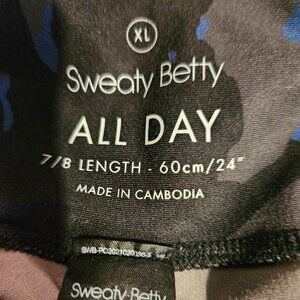 XL
Sweaty Betty
ALL DAY
7/8 LENGTH - 60cm/24"
MADE IN CAMBODIA
Sweaty Betty